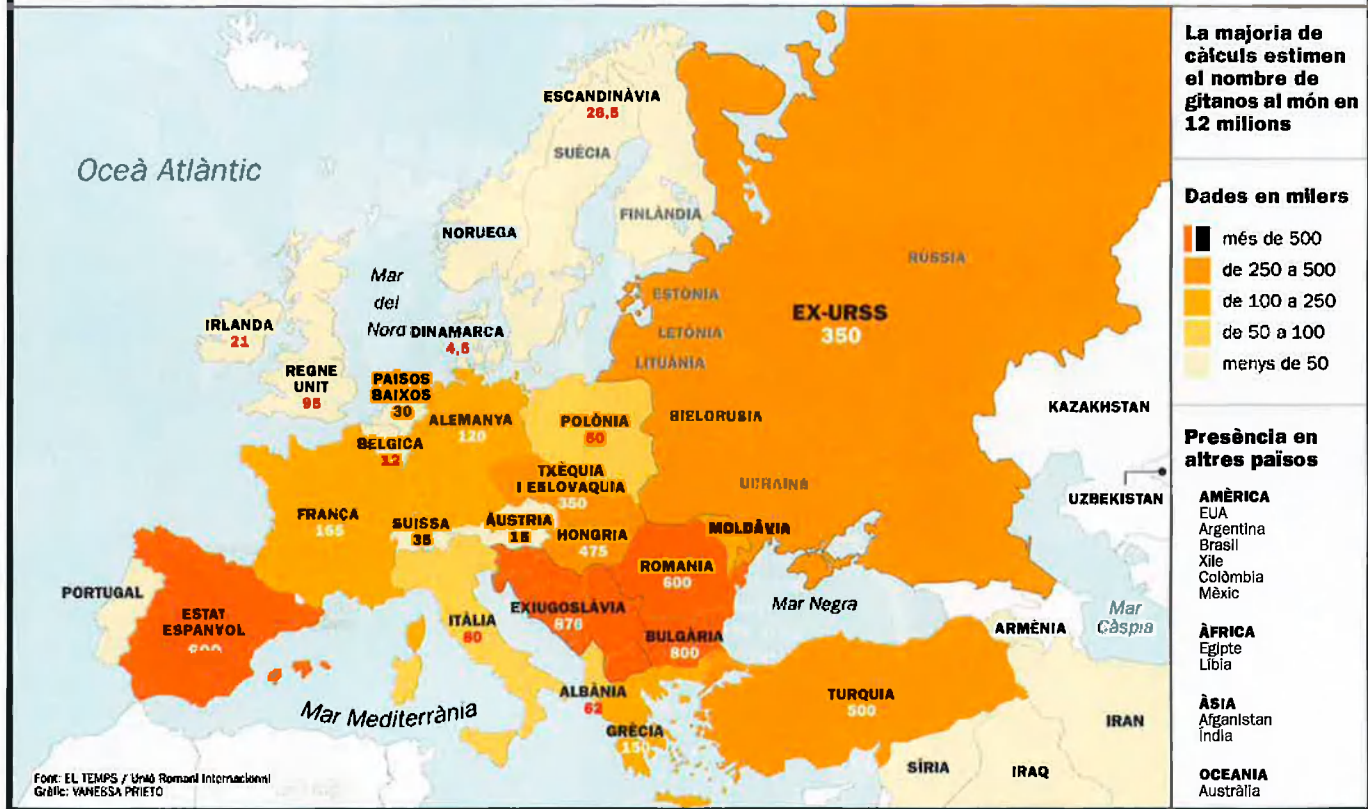 La majoria de
càlculs estimen
el nombre de
gitanos al món en
12 milions
Dades en milers
més de 500
de 250 a 500
de 100 a 250
de 50 a 100
menys de 50
Presència en
altres països
AMÈRICA
EUA
Argentina
Brasil
Xile
Colòmbia
Mèxic
ÀFRICA
Egipte
Líbia
ÀSIA
Afganistan
Índia
OCEANIA
Austràlia
Oceà Atlàntic
ESCANDINÀVIA
28,5
SUÈCIA
FINLÀNDIA
NORUEGA
RÚSSIA
Mar
del
Nord
DINAMARCA
4,5
ESTÒNIA
LETÒNIA
LITUÀNIA
EX-URSS
350
IRLANDA
21
REGNE
UNIT
95
PAISOS
BAIXOS
30
ALEMANYA
120
POLÒNIA
BIELORUSIA
KAZAKHSTAN
BÈLGICA
12
TXÈQUIA
I ESLOVAQUIA
350
UCRAINA
UZBEKISTAN
FRANÇA
165
SUISSA
35
ÀUSTRIA
15
HONGRIA
475
MOLDÀVIA
ROMANIA
600
PORTUGAL
ESTAT
ESPANYOL
ITÀLIA
EXIUGOSLÀVIA
Mar Negra
BULGÀRIA
800
ARMÈNIA
Mar
Càspia
Mar Mediterrània
ALBÀNIA
62
GRÈCIA
150
TURQUIA
500
SÍRIA
IRAQ
IRAN
Font: EL TEMPS / Unió Romaní Internacional
Gràfic: VANESSA PRIETO